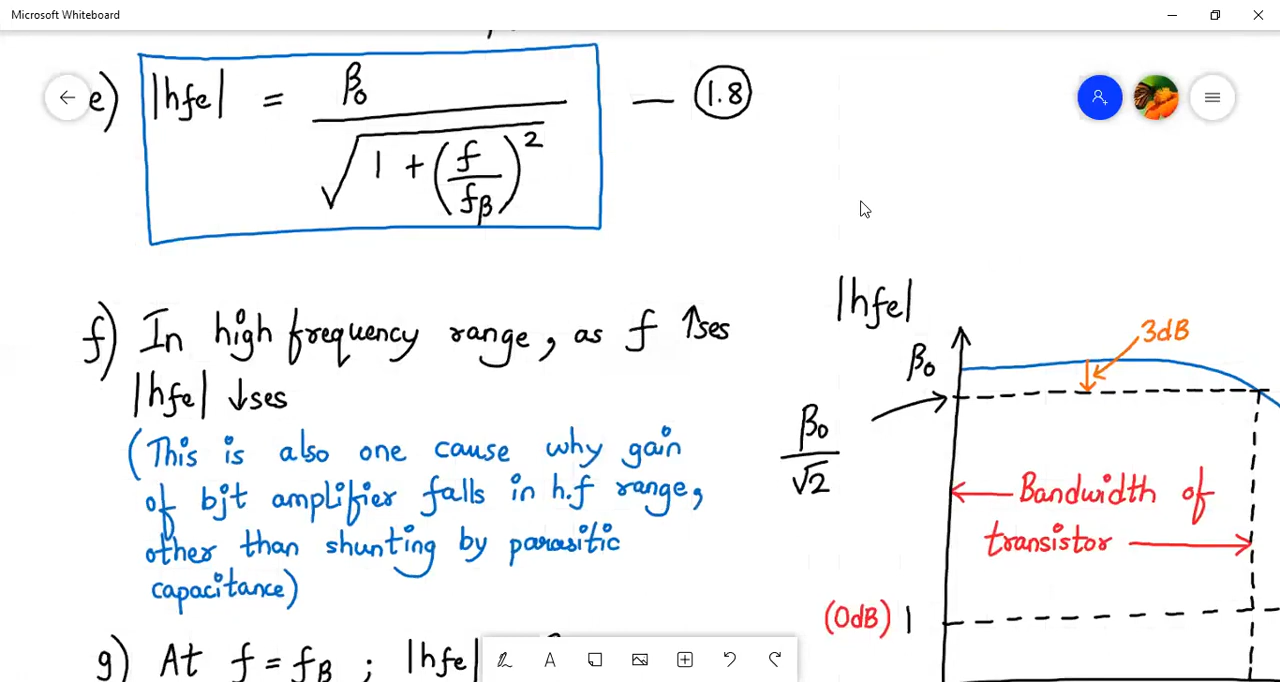 Microsoft Whiteboard
e) |hfe| = β₀ / √(1 + (f/fβ)²) — (1.8)
f) In high frequency range, as f ↑ses
|hfe| ↓ses
(This is also one cause why gain
of bjt amplifier falls in h.f range,
other than shunting by parasitic
capacitance)
g) At f = fβ ; |hfe|
|hfe|
β₀
3dB
β₀/√2
Bandwidth of
transistor
(0dB) 1